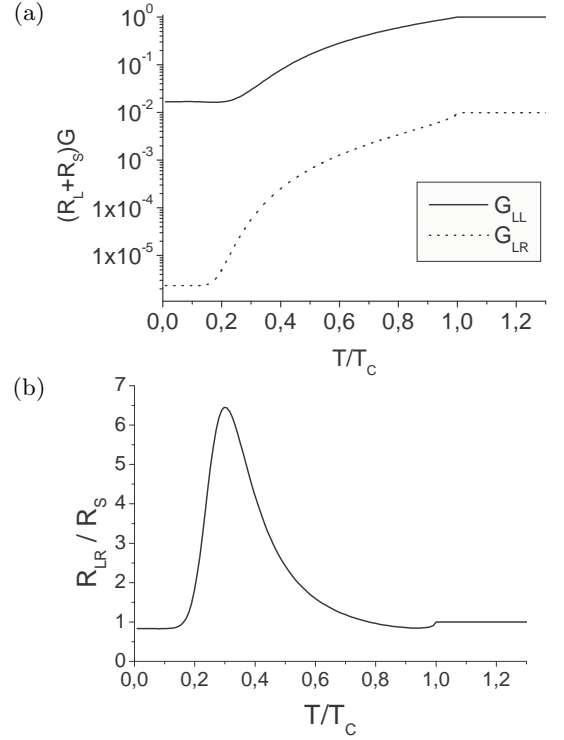 (a)
10⁰
10⁻¹
10⁻²
10⁻³
1x10⁻⁴
1x10⁻⁵
(R_L+R_S)G
G_LL
G_LR
0,0 0,2 0,4 0,6 0,8 1,0 1,2
T/T_C
(b)
7
6
5
4
3
2
1
0
R_LR / R_S
0,0 0,2 0,4 0,6 0,8 1,0 1,2
T/T_C